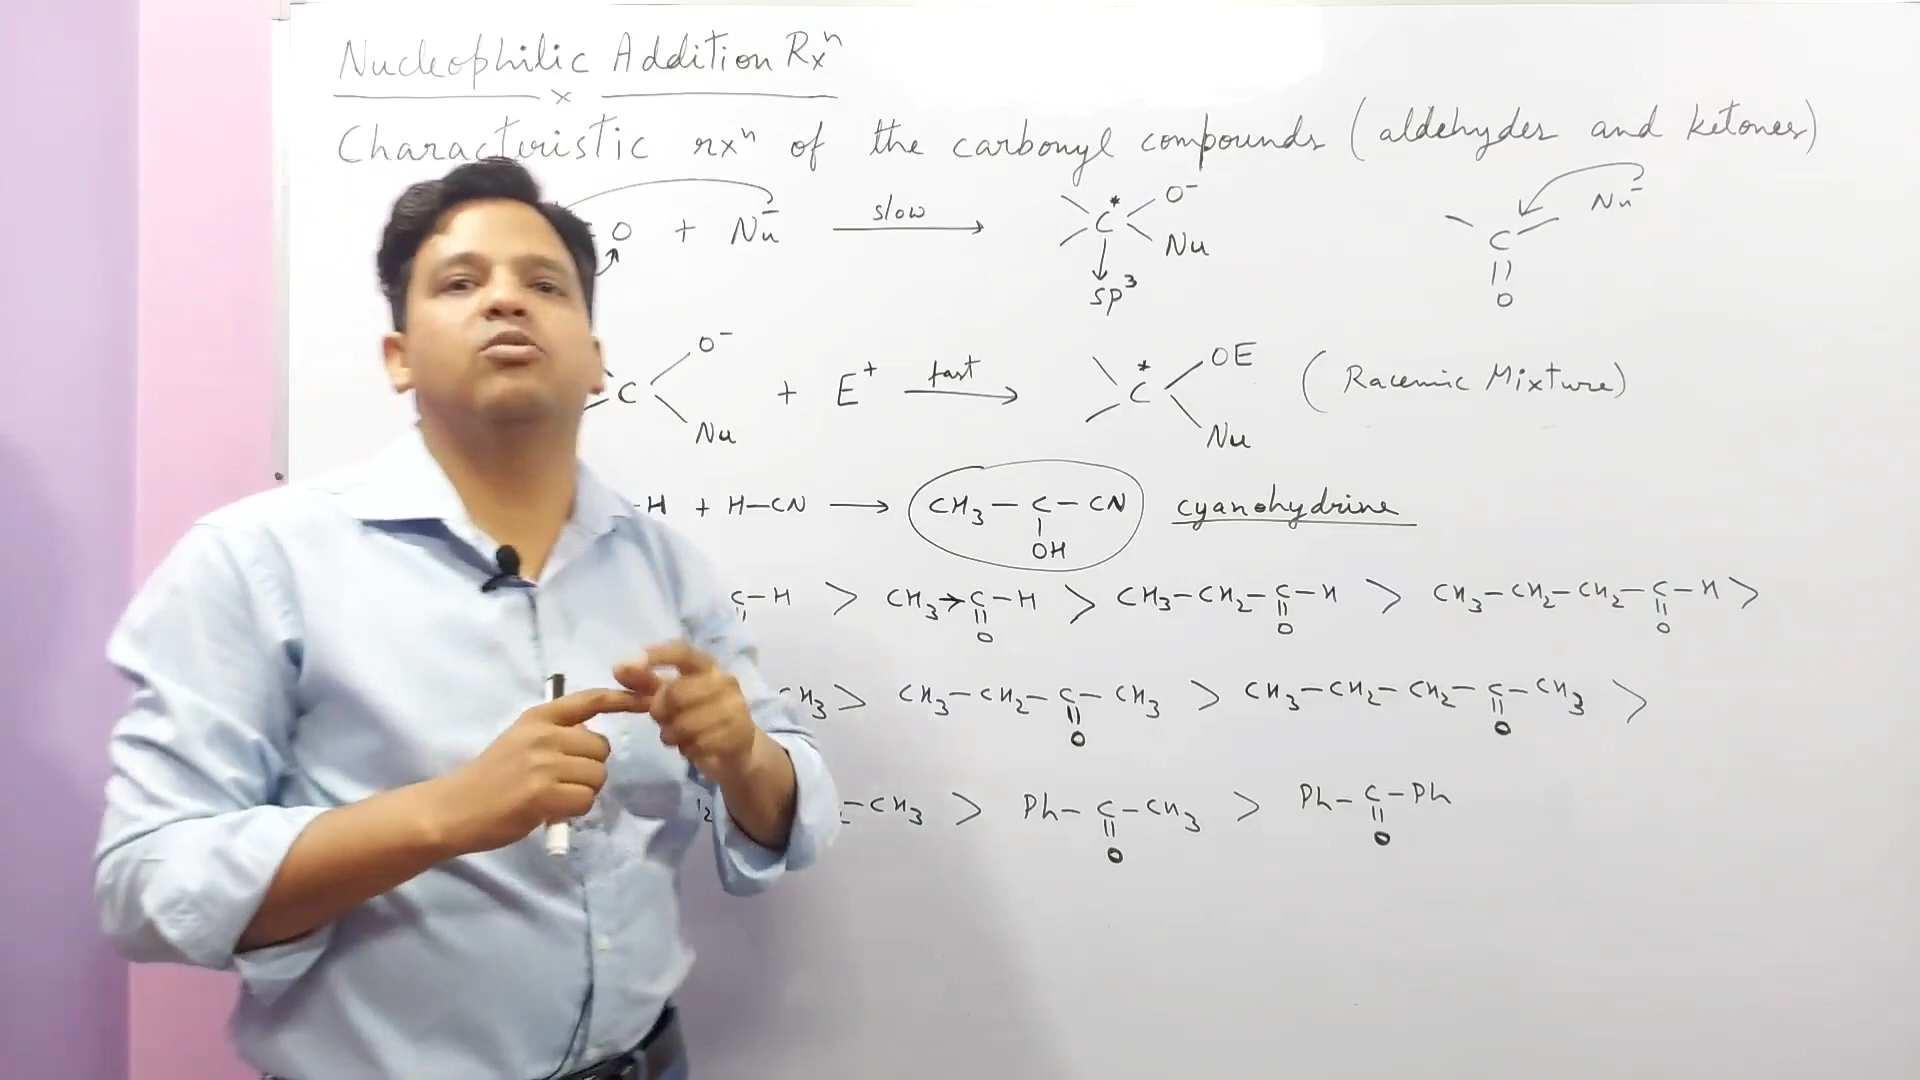 Nucleophilic Addition Rxⁿ
×
Characteristic rxⁿ of the carbonyl compounds (aldehydes and ketones)
O + Nu⁻ slow → C* O⁻ Nu sp³
Nu⁻ C = O
C O⁻ Nu + E⁺ fast → C* OE Nu (Racemic Mixture)
-H + H-CN → CH₃-C-CN cyanohydrine
OH
C-H > CH₃→C-H > CH₃-CH₂-C-H > CH₃-CH₂-CH₂-C-H >
O O O
CH₃ > CH₃-CH₂-C-CH₃ > CH₃-CH₂-CH₂-C-CH₃ >
O O
-CH₃ > Ph-C-CH₃ > Ph-C-Ph
O O